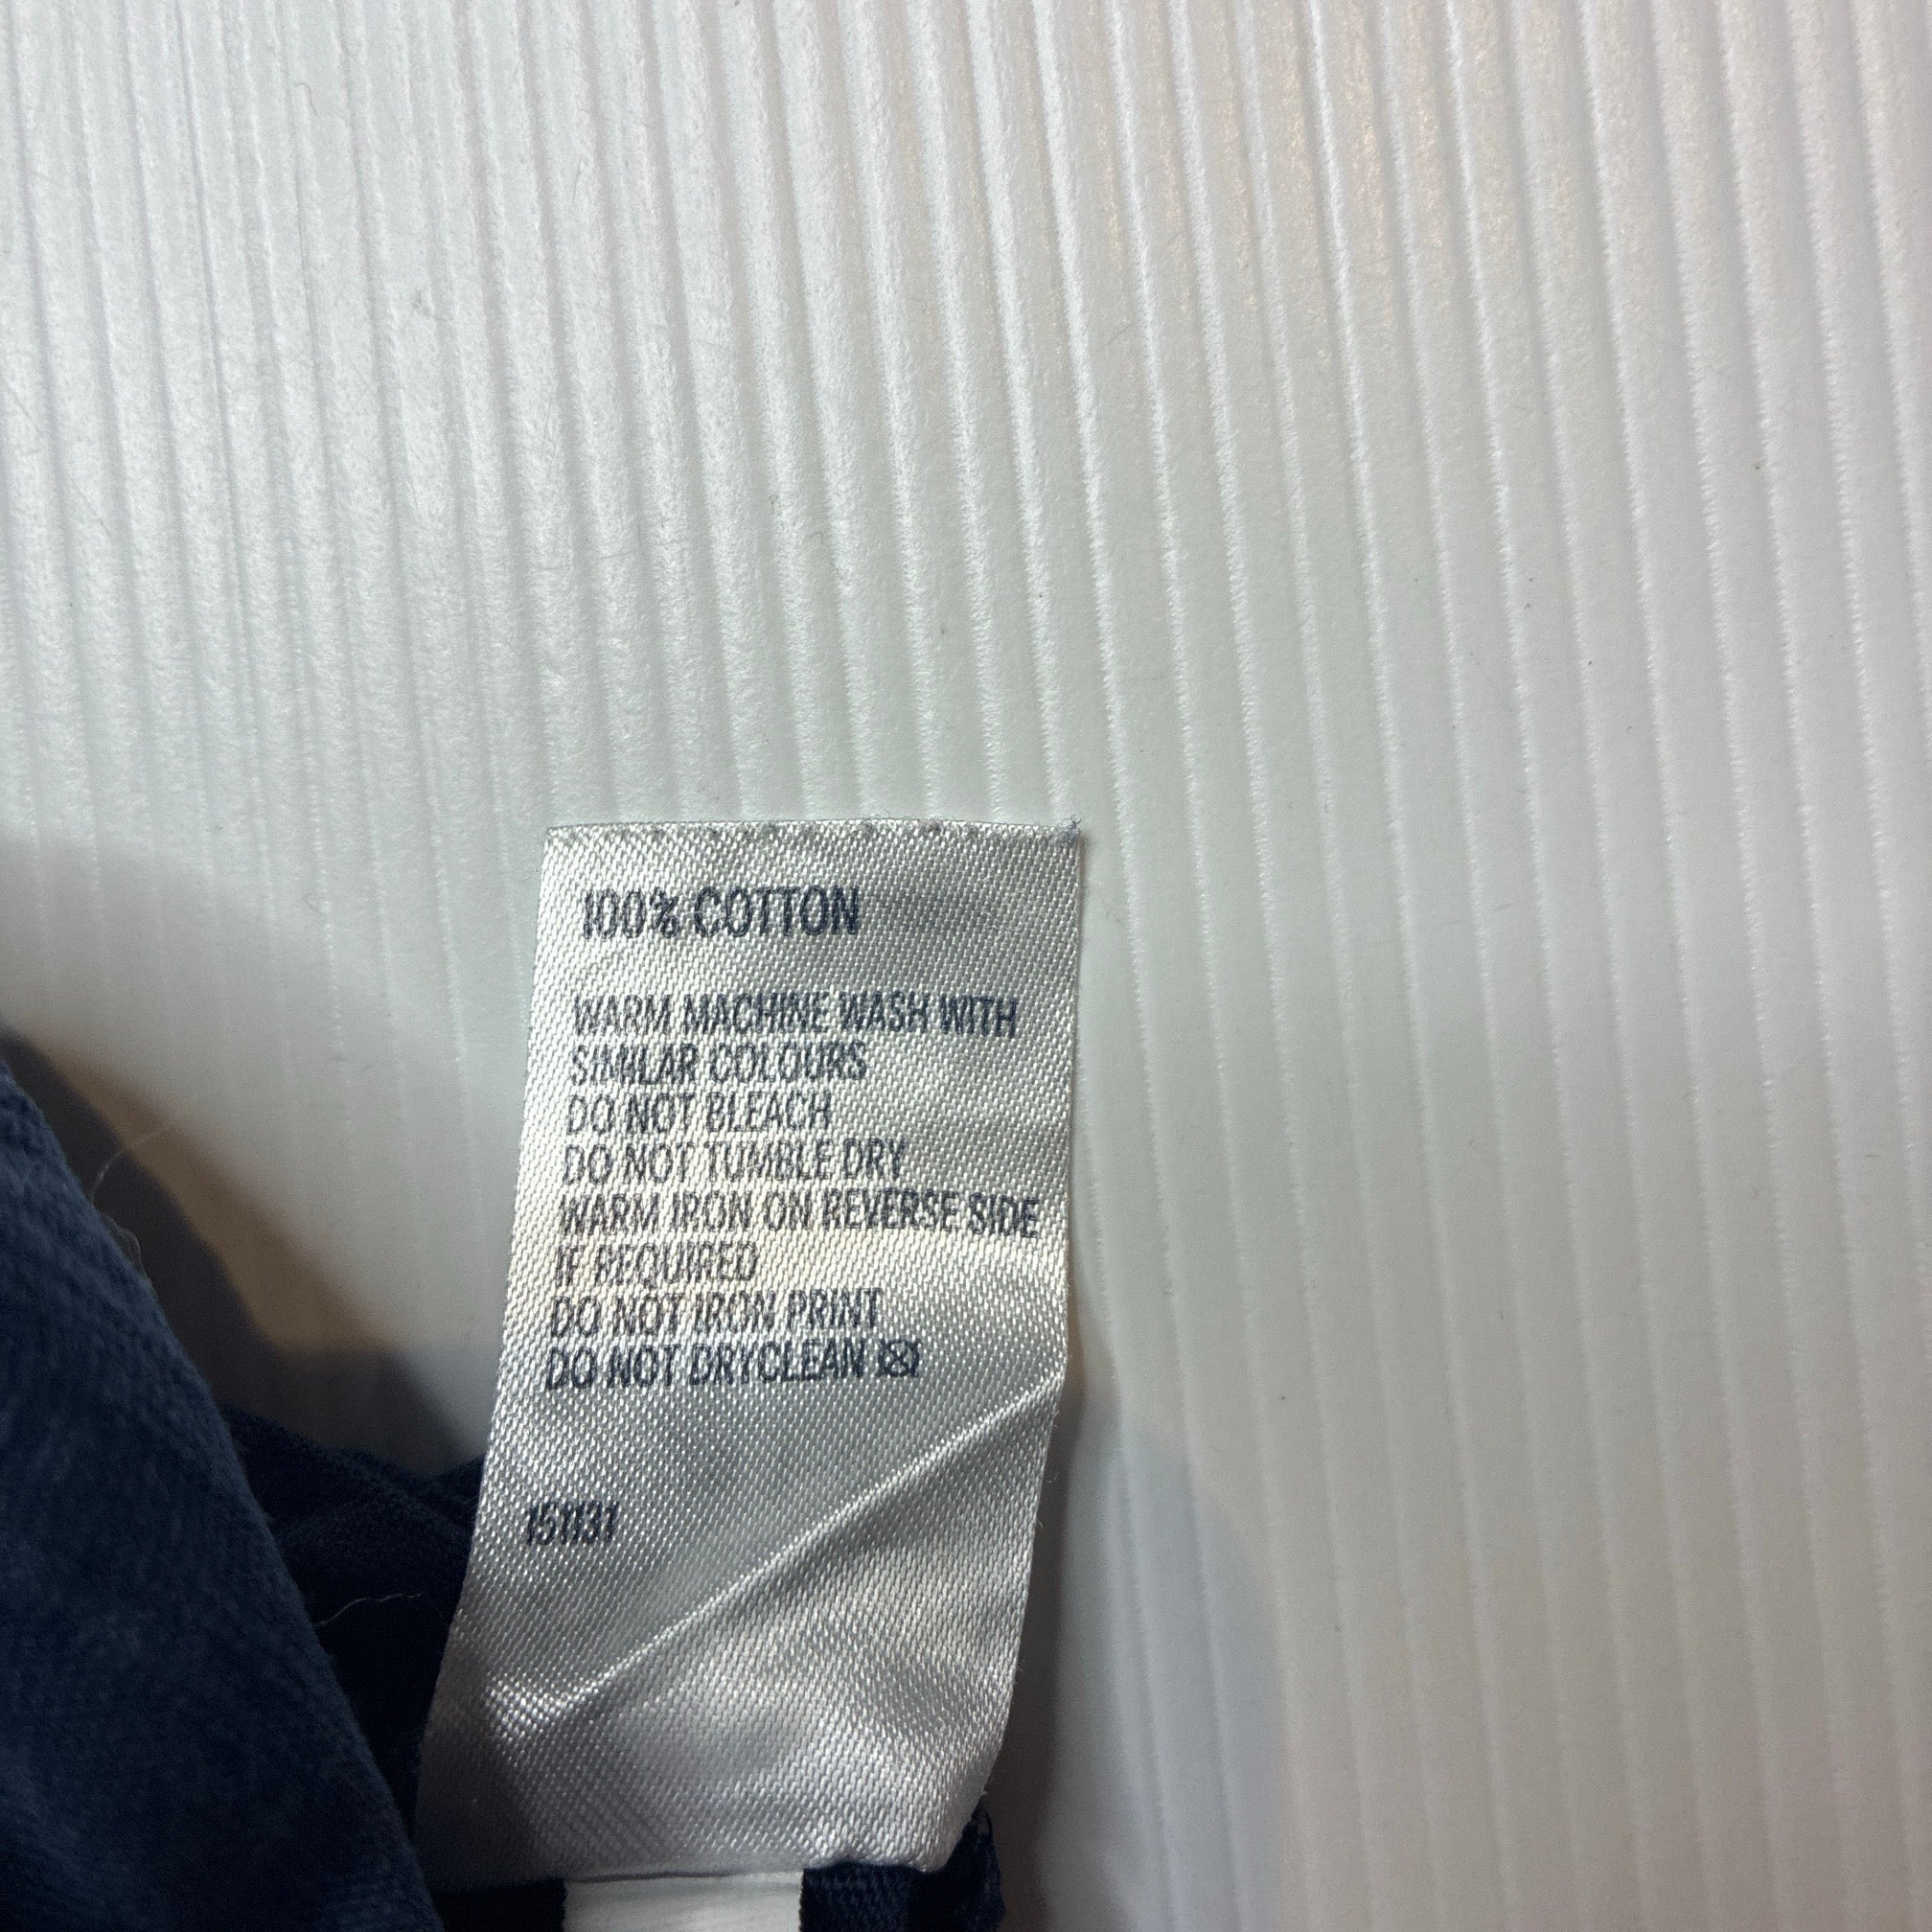 100% COTTON
WARM MACHINE WASH WITH
SIMILAR COLOURS
DO NOT BLEACH
DO NOT TUMBLE DRY
WARM IRON ON REVERSE SIDE
IF REQUIRED
DO NOT IRON PRINT
DO NOT DRYCLEAN
151131